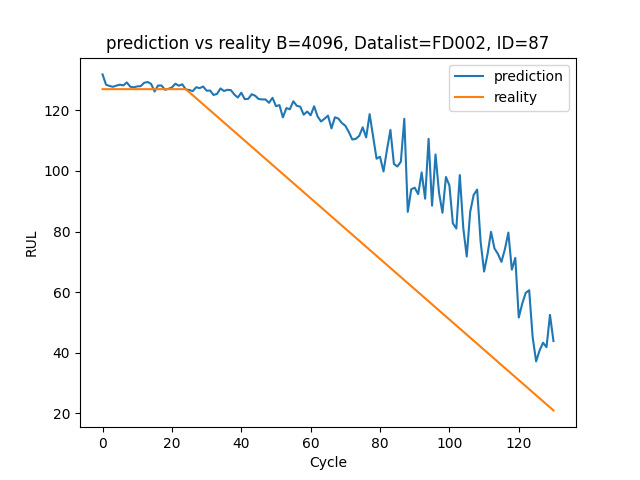 prediction vs reality B=4096, Datalist=FD002, ID=87
prediction
reality
120
100
80
60
40
20
RUL
0 20 40 60 80 100 120
Cycle